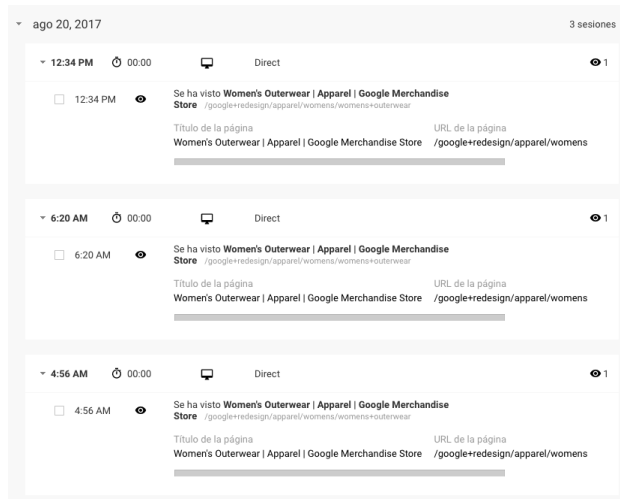 ago 20, 2017 3 sesiones
12:34 PM 00:00 Direct 1
12:34 PM Se ha visto Women's Outerwear | Apparel | Google Merchandise
Store /google+redesign/apparel/womens/womens+outerwear
Título de la página URL de la página
Women's Outerwear | Apparel | Google Merchandise Store /google+redesign/apparel/womens
6:20 AM 00:00 Direct 1
6:20 AM Se ha visto Women's Outerwear | Apparel | Google Merchandise
Store /google+redesign/apparel/womens/womens+outerwear
Título de la página URL de la página
Women's Outerwear | Apparel | Google Merchandise Store /google+redesign/apparel/womens
4:56 AM 00:00 Direct 1
4:56 AM Se ha visto Women's Outerwear | Apparel | Google Merchandise
Store /google+redesign/apparel/womens/womens+outerwear
Título de la página URL de la página
Women's Outerwear | Apparel | Google Merchandise Store /google+redesign/apparel/womens